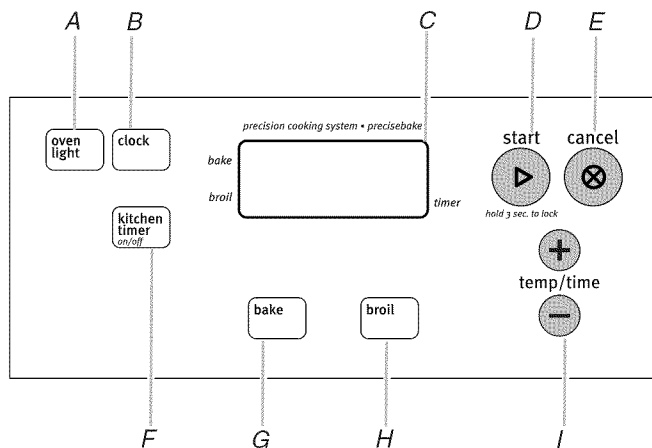 A B C D E
precision cooking system • precisebake
oven
light
clock
start
cancel
bake
broil
timer
hold 3 sec. to lock
kitchen
timer
on/off
temp/time
bake
broil
F G H I